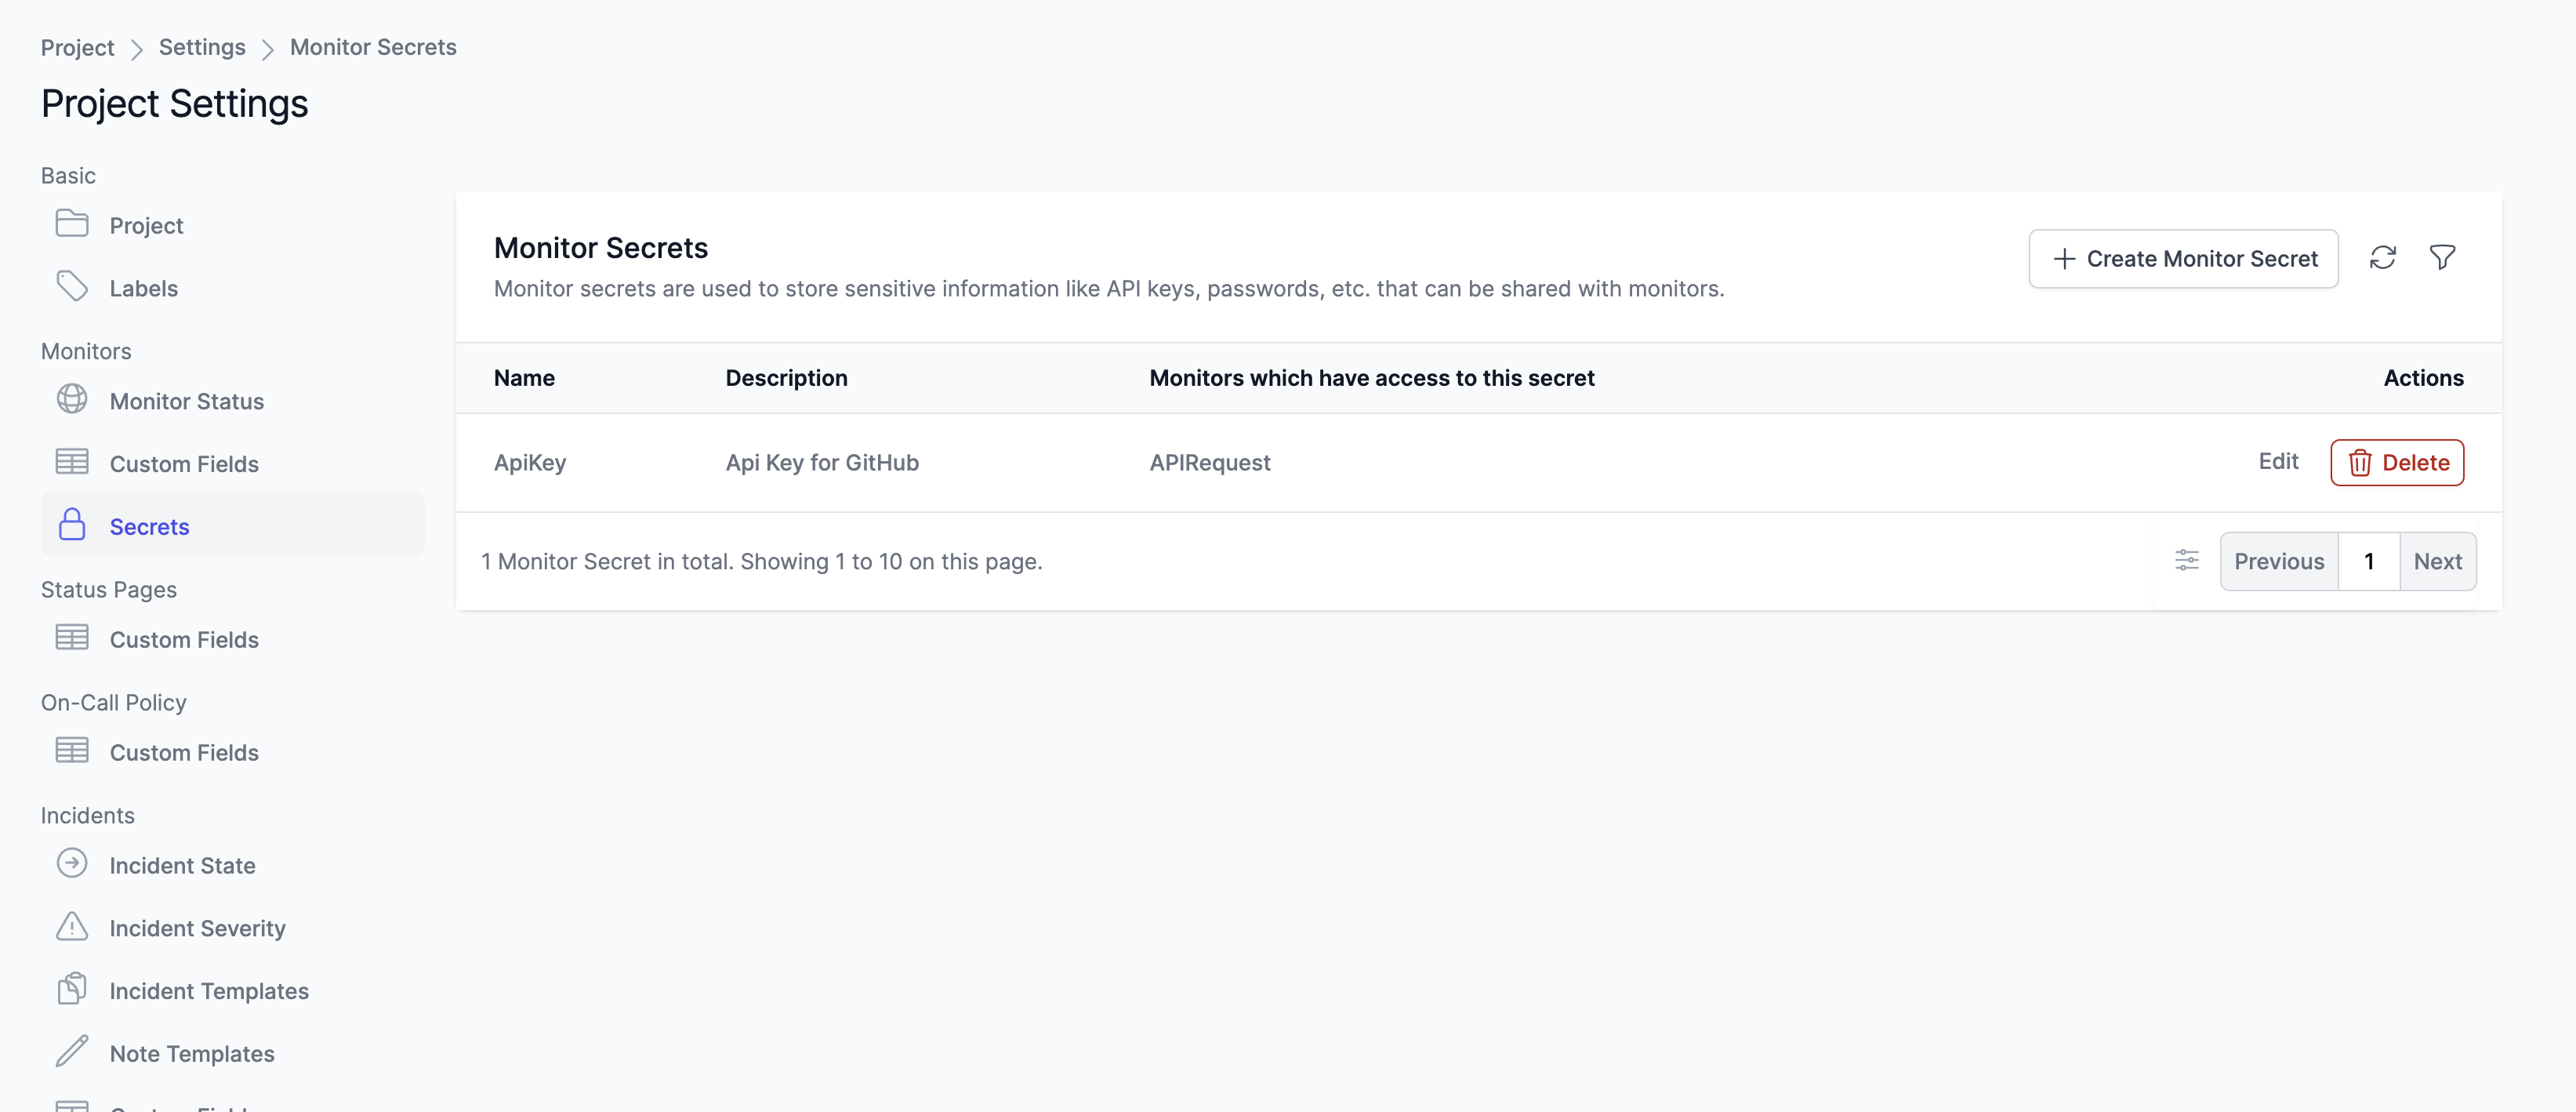 Project
Settings
Monitor Secrets
Project Settings
Basic
Project
Labels
Monitors
Monitor Status
Custom Fields
Secrets
Status Pages
Custom Fields
On-Call Policy
Custom Fields
Incidents
Incident State
Incident Severity
Incident Templates
Note Templates
Monitor Secrets
Monitor secrets are used to store sensitive information like API keys, passwords, etc. that can be shared with monitors.
Create Monitor Secret
Name Description Monitors which have access to this secret Actions
ApiKey Api Key for GitHub APIRequest Edit Delete
1 Monitor Secret in total. Showing 1 to 10 on this page.
Previous 1 Next